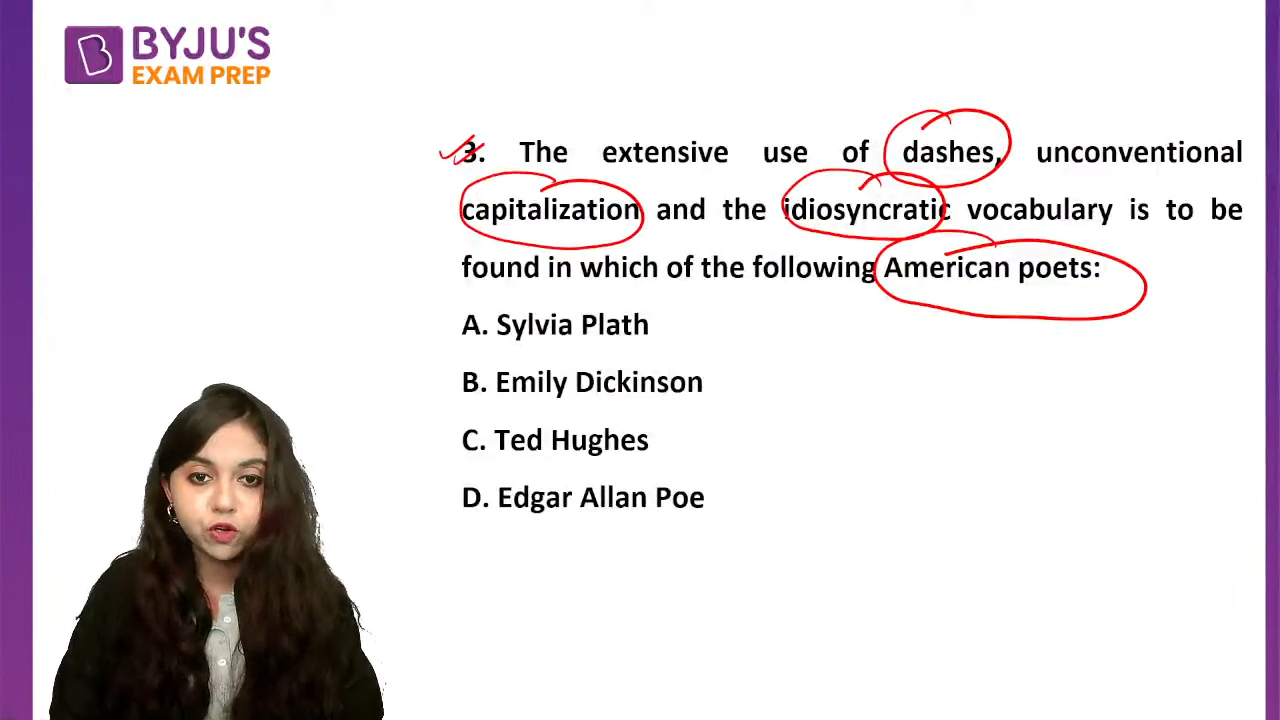 BYJU'S
EXAM PREP
3. The extensive use of dashes, unconventional
capitalization and the idiosyncratic vocabulary is to be
found in which of the following American poets:
A. Sylvia Plath
B. Emily Dickinson
C. Ted Hughes
D. Edgar Allan Poe